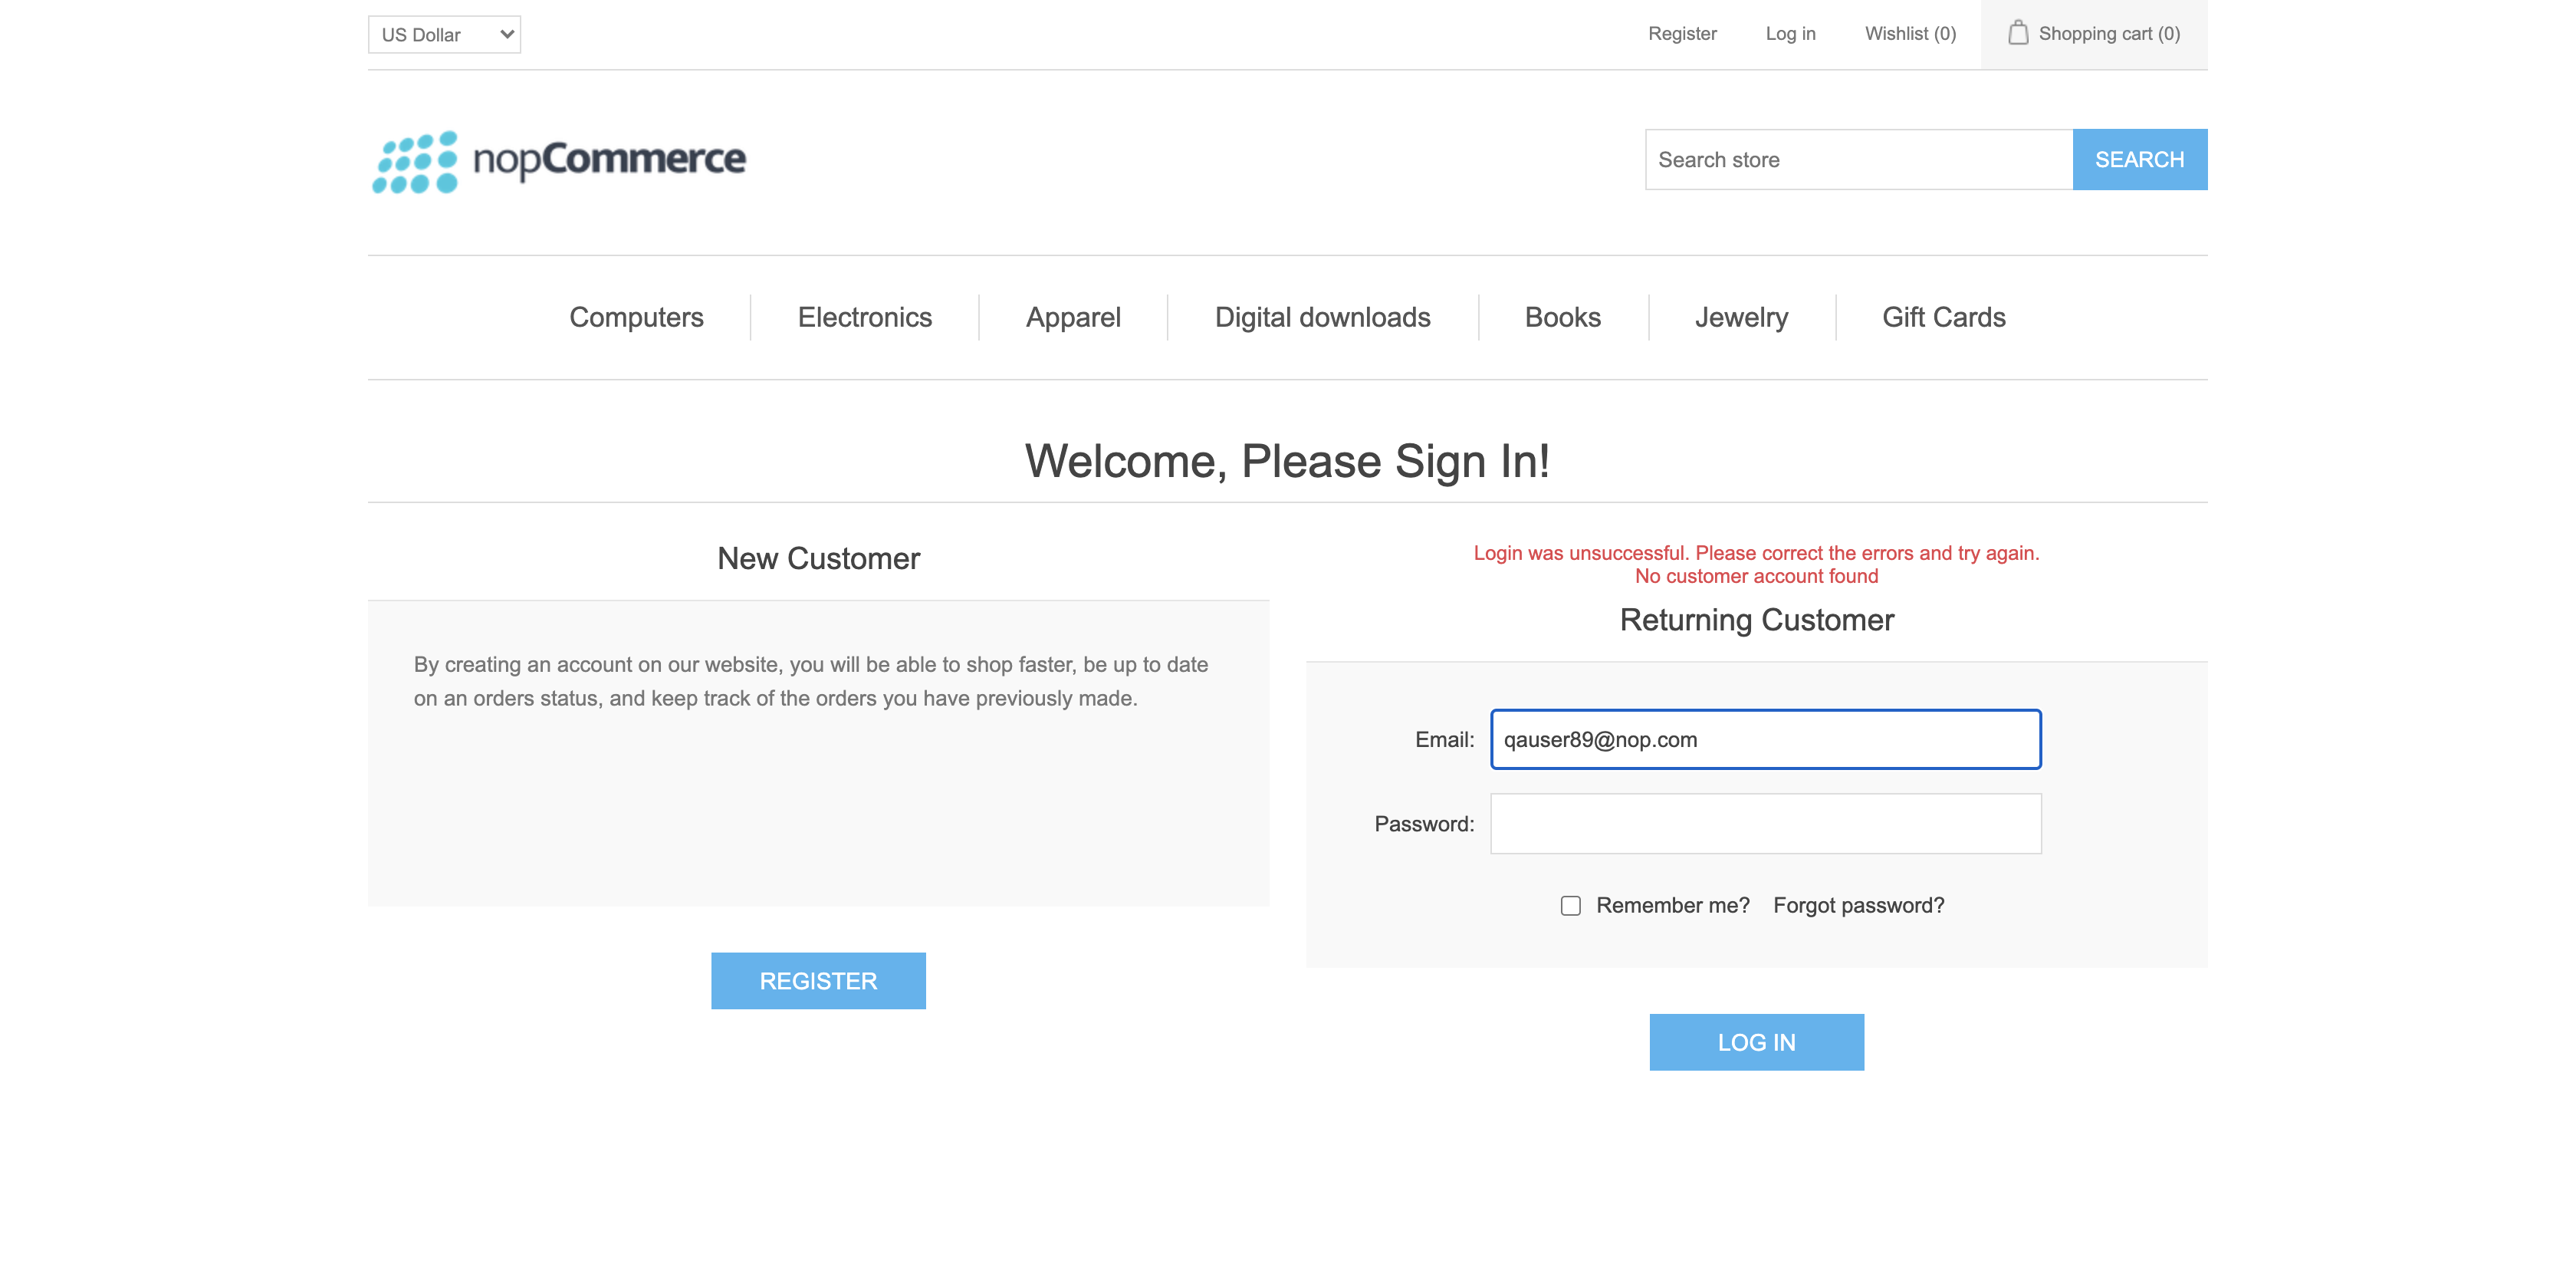 US Dollar
Register
Log in
Wishlist (0)
Shopping cart (0)
nopCommerce
Search store
SEARCH
Computers
Electronics
Apparel
Digital downloads
Books
Jewelry
Gift Cards
Welcome, Please Sign In!
New Customer
By creating an account on our website, you will be able to shop faster, be up to date
on an orders status, and keep track of the orders you have previously made.
REGISTER
Login was unsuccessful. Please correct the errors and try again.
No customer account found
Returning Customer
Email:
qauser89@nop.com
Password:
Remember me?
Forgot password?
LOG IN